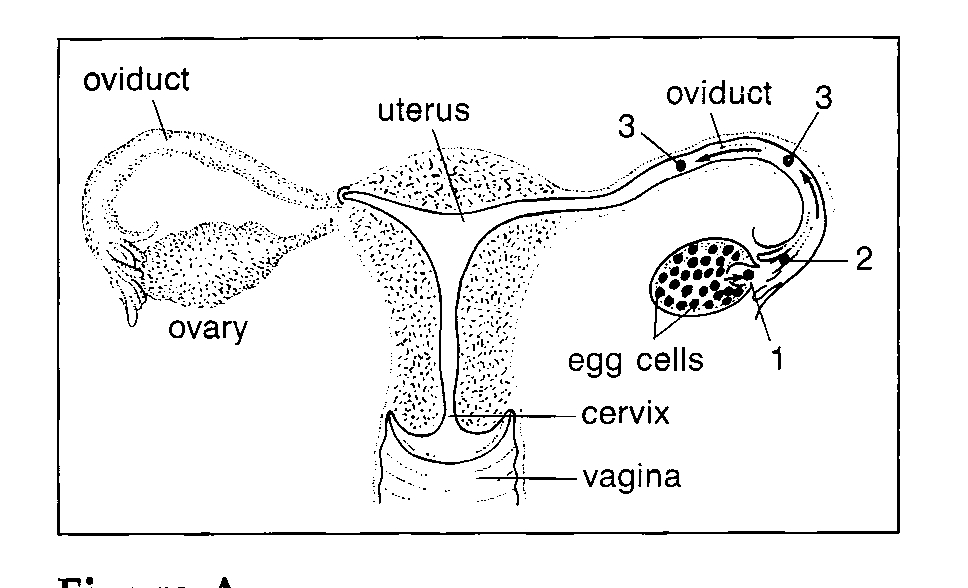 oviduct
uterus
oviduct
3
3
2
ovary
egg cells
1
cervix
vagina